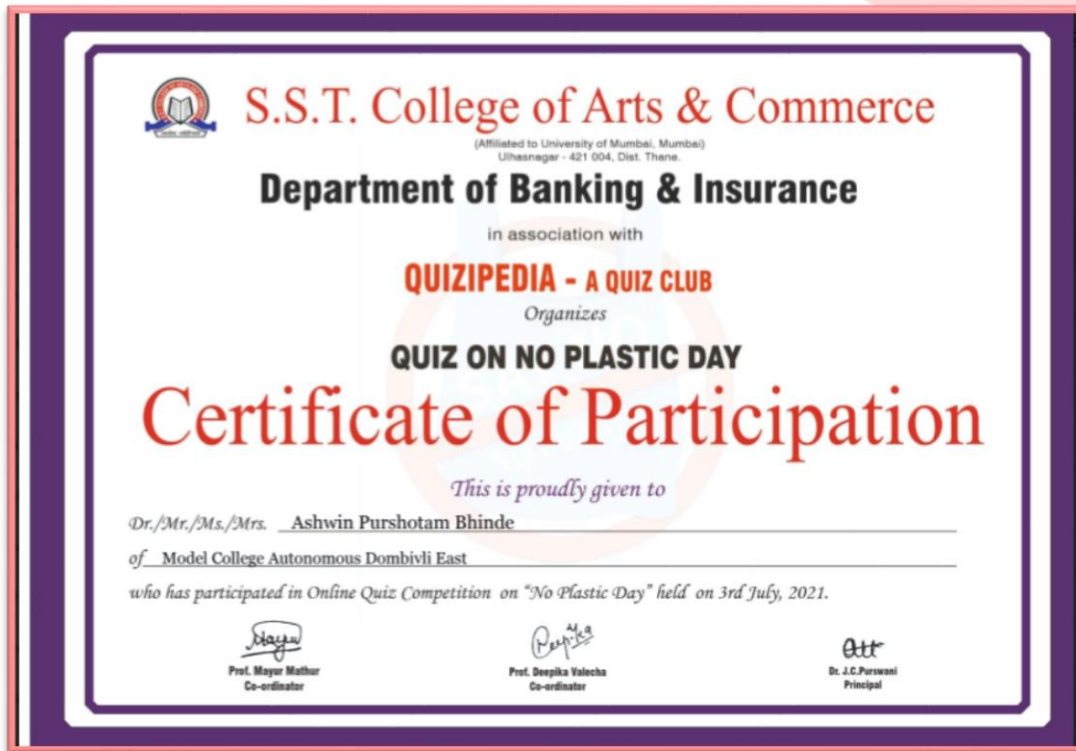 S.S.T. College of Arts & Commerce
(Affiliated to University of Mumbai, Mumbai)
Ulhasnagar - 421 004, Dist. Thane.
Department of Banking & Insurance
in association with
QUIZIPEDIA - A QUIZ CLUB
Organizes
QUIZ ON NO PLASTIC DAY
Certificate of Participation
This is proudly given to
Dr./Mr./Ms./Mrs. Ashwin Purshotam Bhinde
of Model College Autonomous Dombivli East
who has participated in Online Quiz Competition on "No Plastic Day" held on 3rd July, 2021.
Deepika
Prof. Mayur Mathur
Co-ordinator
Prof. Deepika Valecha
Co-ordinator
Dr. J.C.Purswani
Principal